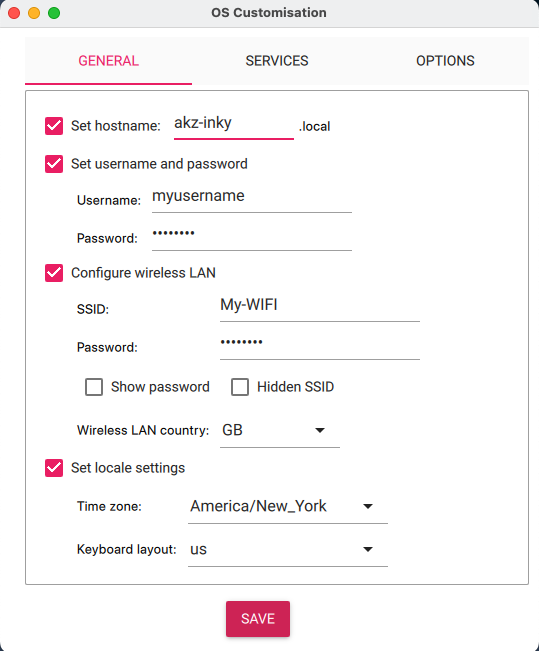 OS Customisation
GENERAL SERVICES OPTIONS
Set hostname: akz-inky .local
Set username and password
Username: myusername
Password: ••••••••
Configure wireless LAN
SSID: My-WIFI
Password: ••••••••
Show password Hidden SSID
Wireless LAN country: GB
Set locale settings
Time zone: America/New_York
Keyboard layout: us
SAVE